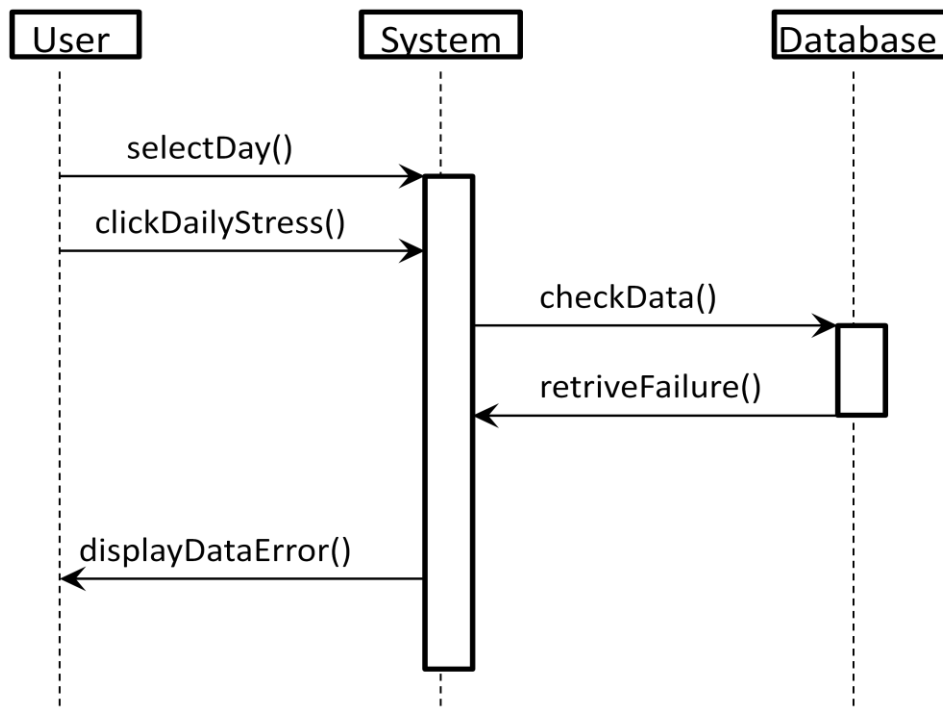 User
System
Database
selectDay()
clickDailyStress()
checkData()
retriveFailure()
displayDataError()